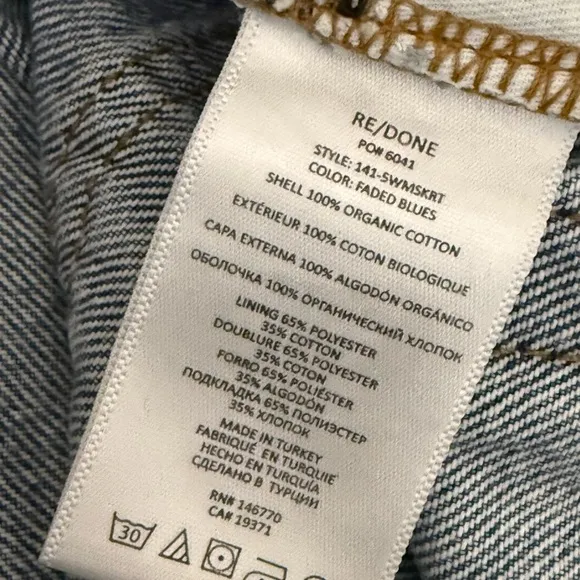 RE/DONE
PO# 6041
STYLE: 141-5WMSKRT
COLOR: FADED BLUES
SHELL 100% ORGANIC COTTON
EXTÉRIEUR 100% COTON BIOLOGIQUE
CAPA EXTERNA 100% ALGODÓN ORGÁNICO
ОБОЛОЧКА 100% ОРГАНИЧЕСКИЙ ХЛОПОК
LINING 65% POLYESTER
35% COTTON
DOUBLURE 65% POLYESTER
35% COTON
FORRO 65% POLIÉSTER
35% ALGODÓN
ПОДКЛАДКА 65% ПОЛИЭСТЕР
35% ХЛОПОК
MADE IN TURKEY
FABRIQUE EN TURQUIE
HECHO EN TURQUÍA
СДЕЛАНО В ТУРЦИИ
RN# 146770
CA# 19371
30